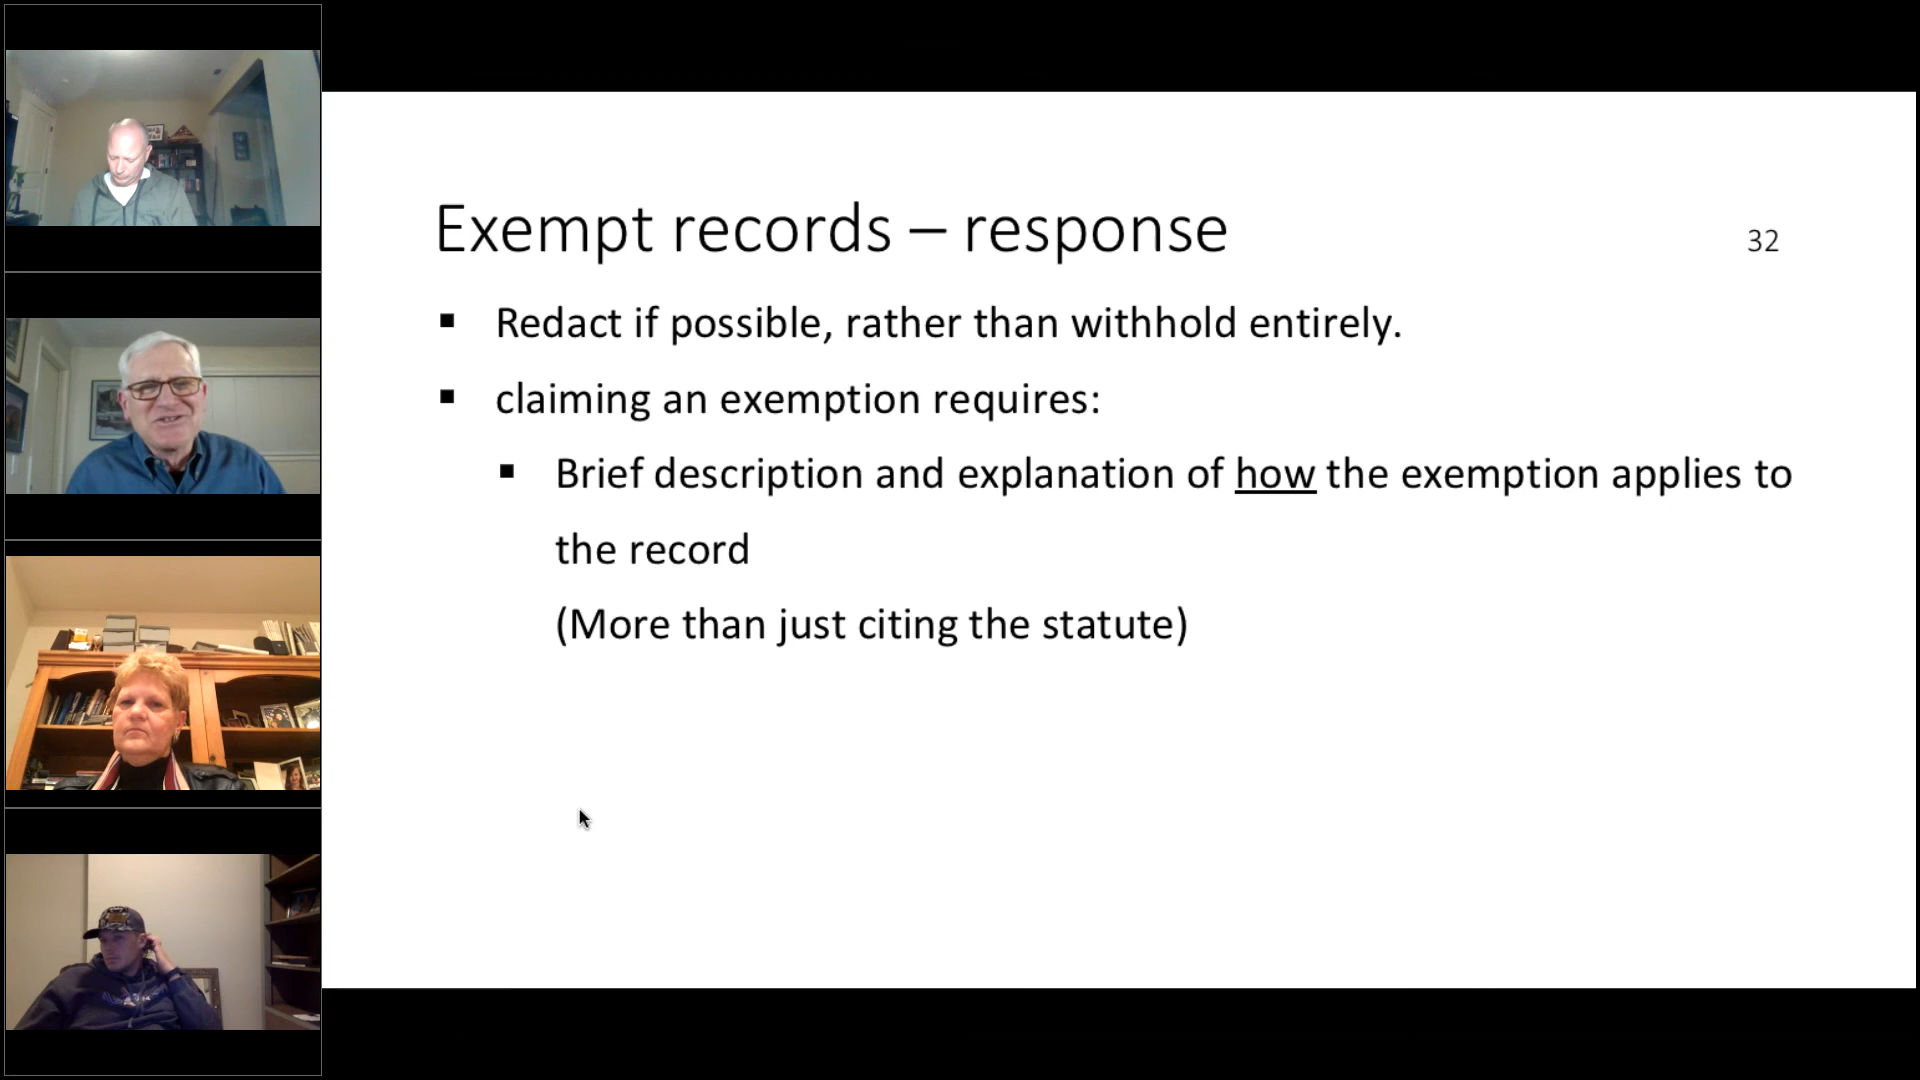 Exempt records – response
32
▪ Redact if possible, rather than withhold entirely.
▪ claiming an exemption requires:
▪ Brief description and explanation of how the exemption applies to
the record
(More than just citing the statute)